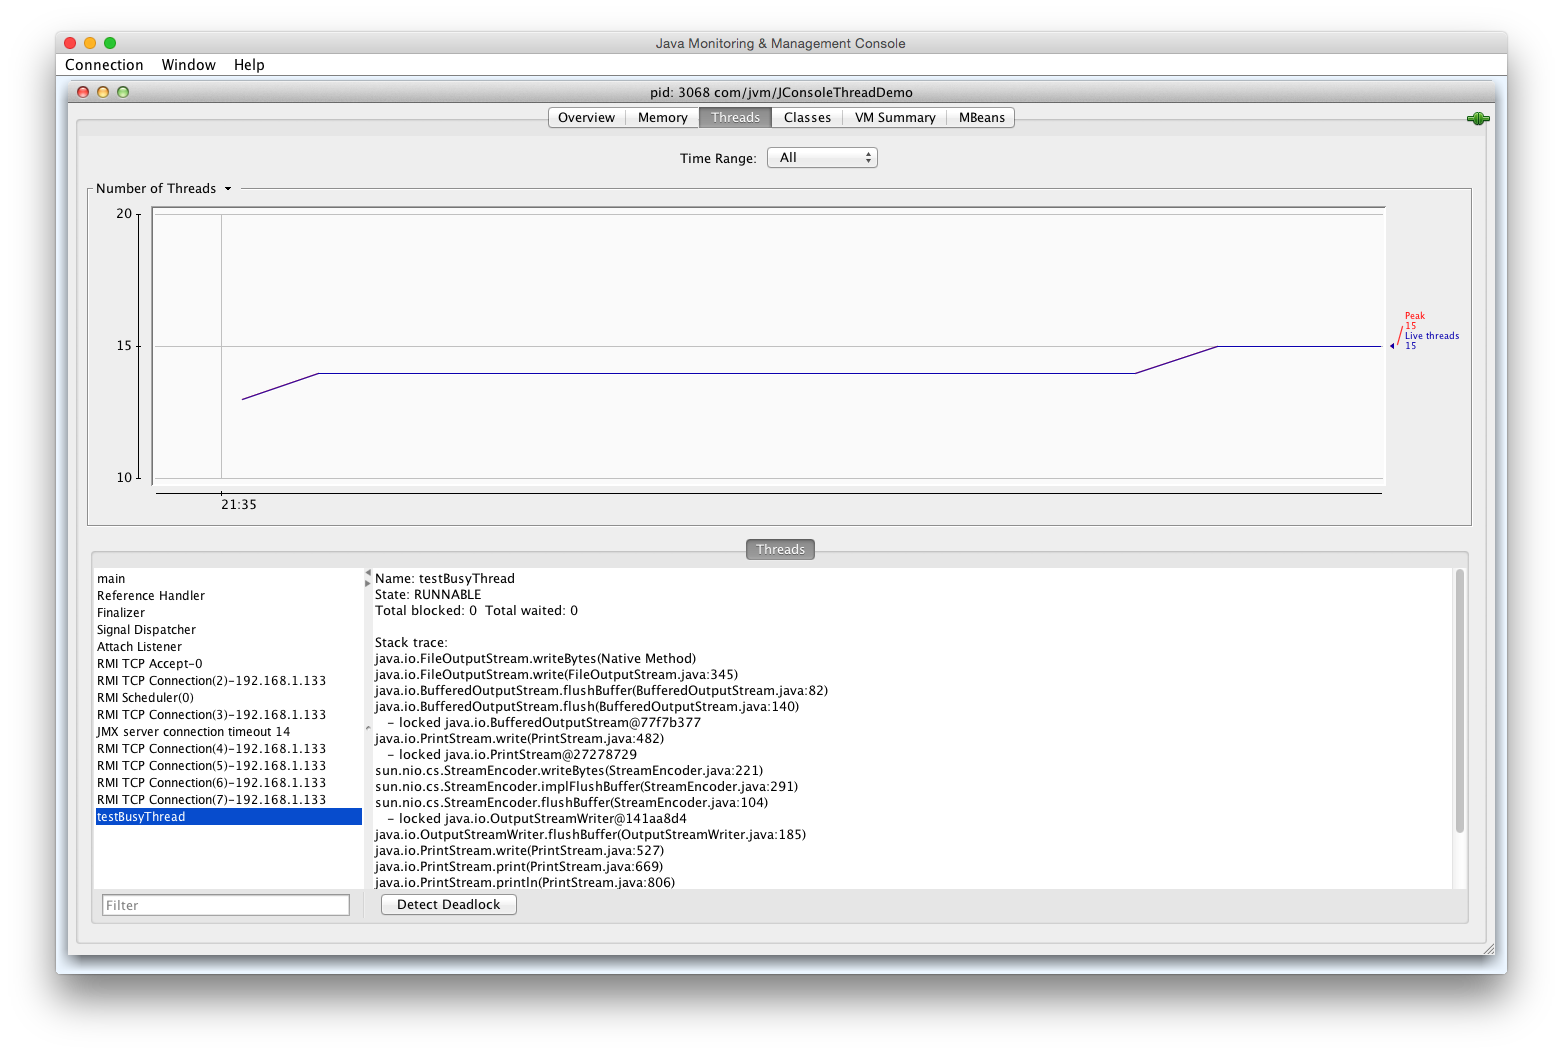 Java Monitoring & Management Console
Connection Window Help
pid: 3068 com/jvm/JConsoleThreadDemo
Overview Memory Threads Classes VM Summary MBeans
Time Range: All
Number of Threads
20
15
10
21:35
Peak
15
Live threads
15
Threads
main
Reference Handler
Finalizer
Signal Dispatcher
Attach Listener
RMI TCP Accept-0
RMI TCP Connection(2)-192.168.1.133
RMI Scheduler(0)
RMI TCP Connection(3)-192.168.1.133
JMX server connection timeout 14
RMI TCP Connection(4)-192.168.1.133
RMI TCP Connection(5)-192.168.1.133
RMI TCP Connection(6)-192.168.1.133
RMI TCP Connection(7)-192.168.1.133
testBusyThread
Filter
Name: testBusyThread
State: RUNNABLE
Total blocked: 0 Total waited: 0
Stack trace:
java.io.FileOutputStream.writeBytes(Native Method)
java.io.FileOutputStream.write(FileOutputStream.java:345)
java.io.BufferedOutputStream.flushBuffer(BufferedOutputStream.java:82)
java.io.BufferedOutputStream.flush(BufferedOutputStream.java:140)
- locked java.io.BufferedOutputStream@77f7b377
java.io.PrintStream.write(PrintStream.java:482)
- locked java.io.PrintStream@27278729
sun.nio.cs.StreamEncoder.writeBytes(StreamEncoder.java:221)
sun.nio.cs.StreamEncoder.implFlushBuffer(StreamEncoder.java:291)
sun.nio.cs.StreamEncoder.flushBuffer(StreamEncoder.java:104)
- locked java.io.OutputStreamWriter@141aa8d4
java.io.OutputStreamWriter.flushBuffer(OutputStreamWriter.java:185)
java.io.PrintStream.write(PrintStream.java:527)
java.io.PrintStream.print(PrintStream.java:669)
java.io.PrintStream.println(PrintStream.java:806)
Detect Deadlock